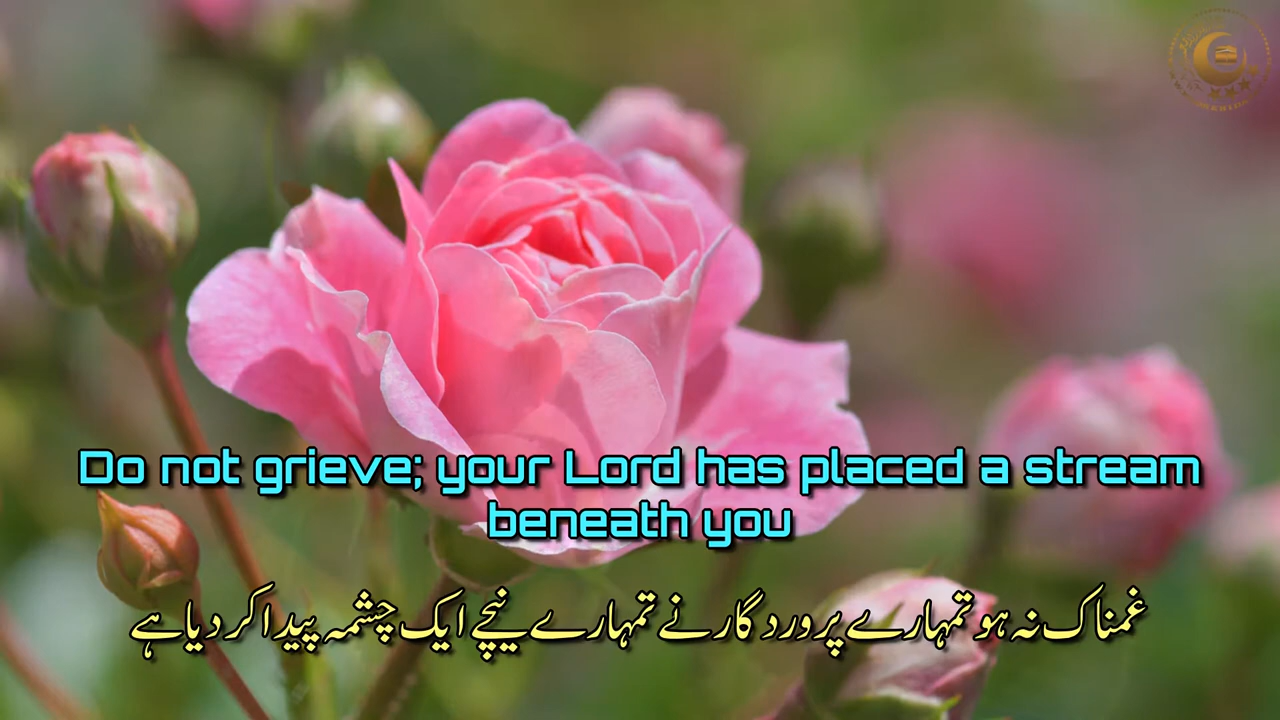 Do not grieve; your Lord has placed a stream
beneath you
غمناک نہ ہو تمہارے پروردگار نے تمہارے نیچے ایک چشمہ پیدا کر دیا ہے